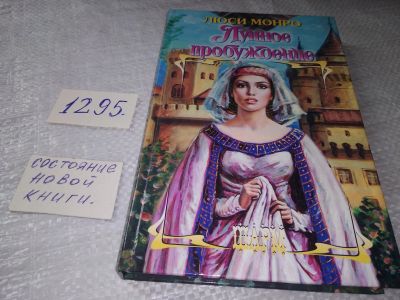 ЛЮСИ МОНРО
Лунное
пробуждение
1295.
состояние
новой
книги.